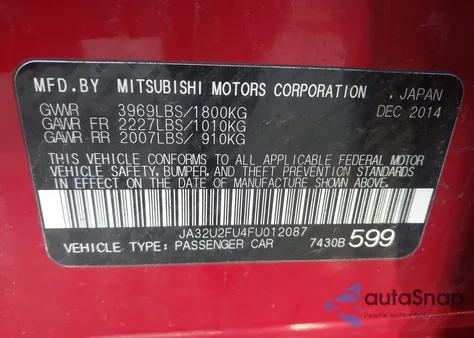 MFD.BY MITSUBISHI MOTORS CORPORATION . JAPAN
GVWR 3969LBS/1800KG DEC 2014
GAWR FR 2227LBS/1010KG
GAWR RR 2007LBS/ 910KG
THIS VEHICLE CONFORMS TO ALL APPLICABLE FEDERAL MOTOR
VEHICLE SAFETY, BUMPER, AND THEFT PREVENTION STANDARDS
IN EFFECT ON THE DATE OF MANUFACTURE SHOWN ABOVE.
JA32U2FU4FU012087
VEHICLE TYPE: PASSENGER CAR 7430B 599
autoSnap